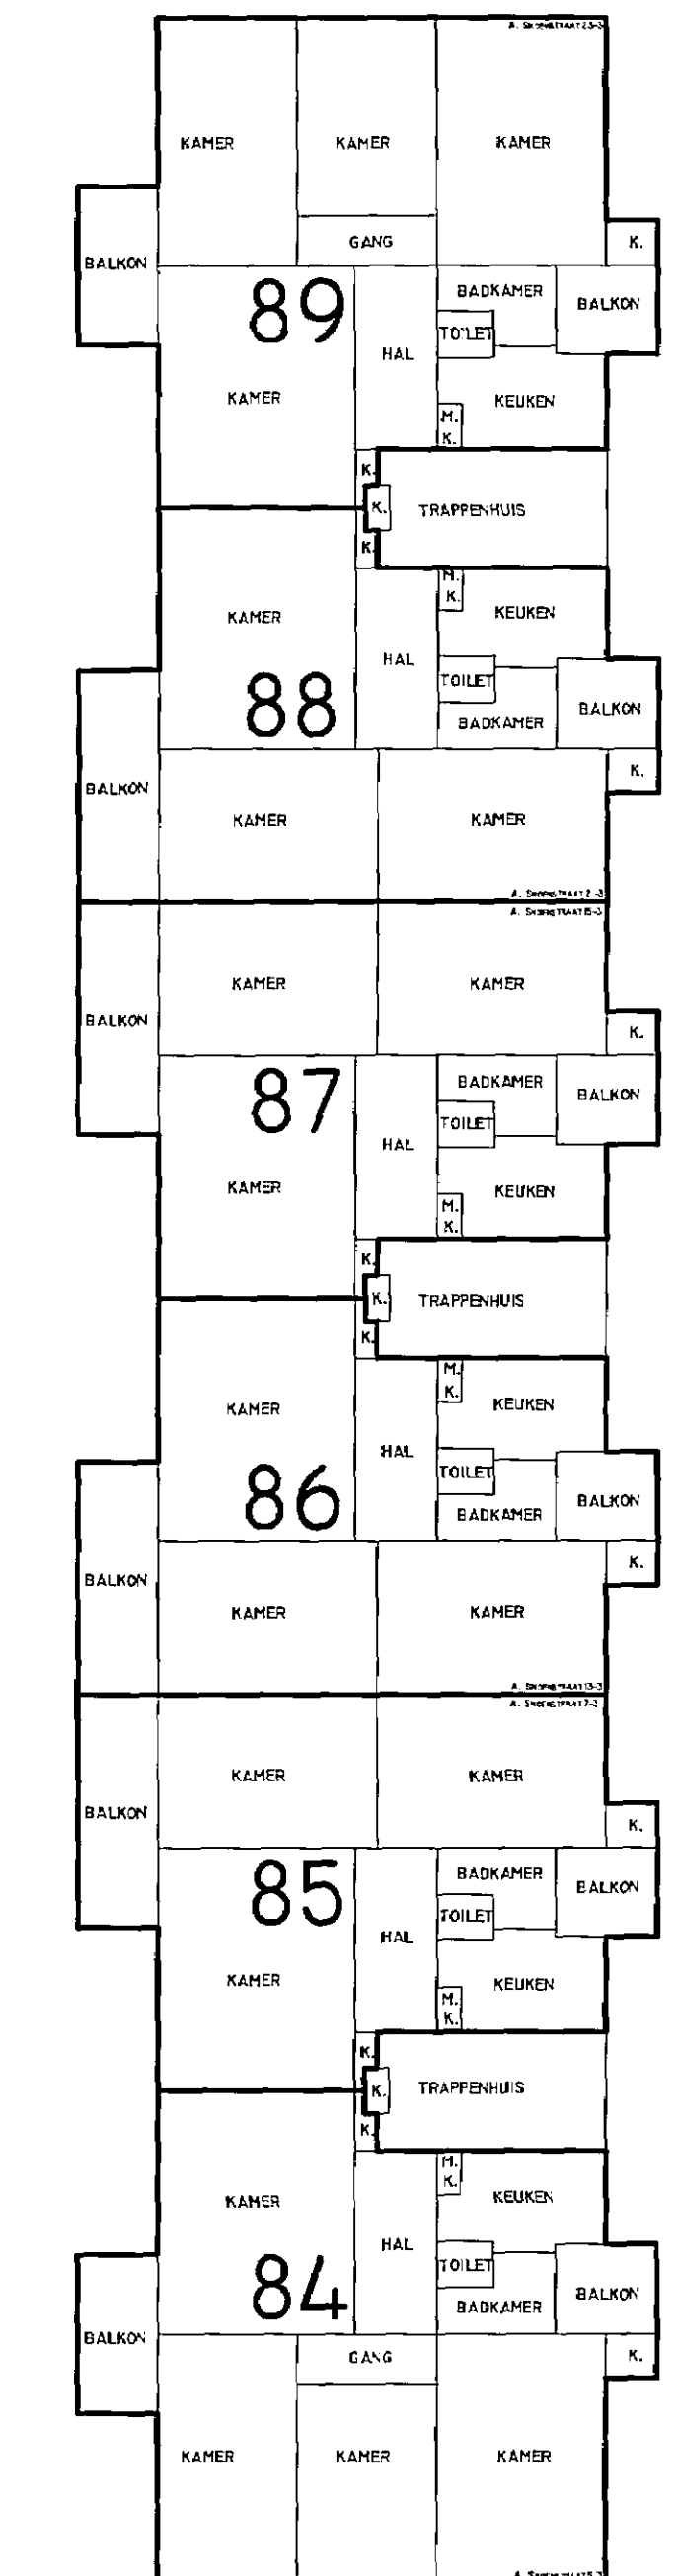 KAMER KAMER KAMER
GANG K.
BALKON
89
BADKAMER BALKON
TOILET
HAL
KAMER KEUKEN
M.
K.
K.
K. TRAPPENHUIS
K.
M.
K. KEUKEN
KAMER
HAL
TOILET
88
BALKON
BADKAMER
K.
BALKON
KAMER KAMER
KAMER KAMER
BALKON K.
87
BADKAMER BALKON
TOILET
HAL
KAMER KEUKEN
M.
K.
K.
K. TRAPPENHUIS
K.
M.
K. KEUKEN
KAMER
HAL
TOILET
86
BALKON
BADKAMER
K.
BALKON
KAMER KAMER
KAMER KAMER
BALKON K.
85
BADKAMER BALKON
TOILET
HAL
KAMER KEUKEN
M.
K.
K.
K. TRAPPENHUIS
K.
M.
K. KEUKEN
KAMER
HAL
TOILET
84
BALKON
BADKAMER
BALKON
GANG K.
KAMER KAMER KAMER